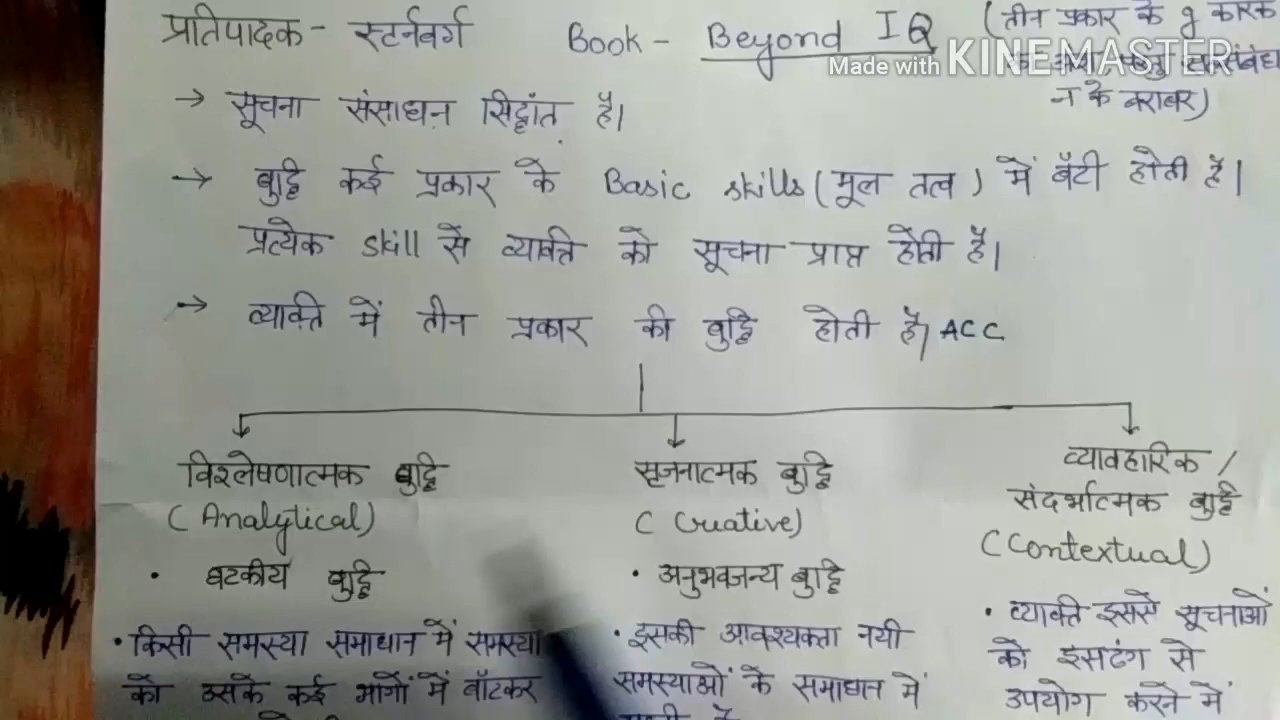 प्रतिपादक - स्टर्नबर्ग Book - Beyond IQ (तीन प्रकार के g कारक
Made with KINEMASTER
न के बराबर)
→ सूचना संसाधन सिद्धांत है।
→ बुद्धि कई प्रकार के Basic skills (मूल तत्व) में बँटी होती है।
प्रत्येक skill से व्यक्ति को सूचना प्राप्त होती है।
→ व्यक्ति में तीन प्रकार की बुद्धि होती है। ACC
विश्लेषणात्मक बुद्धि
(Analytical)
• घटकीय बुद्धि
• किसी समस्या समाधान में समस्या
को उसके कई भागों में बाँटकर
सृजनात्मक बुद्धि
(Creative)
• अनुभवजन्य बुद्धि
• इसकी आवश्यकता नयी
समस्याओं के समाधान में
व्यावहारिक /
संदर्भात्मक बुद्धि
(Contextual)
• व्यक्ति इससे सूचनाओं
को इसढंग से
उपयोग करने में